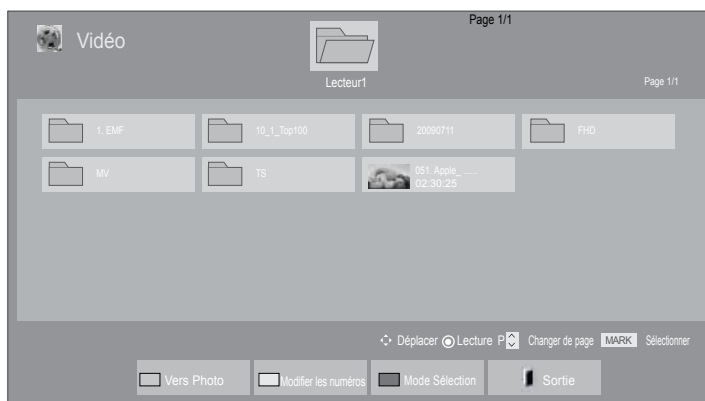 Page 1/1
Vidéo
Lecteur1
Page 1/1
1. EMF
10_1_Top100
20090711
FHD
MV
TS
051. Apple_ ......
02:30:25
Déplacer Lecture P Changer de page MARK Sélectionner
Vers Photo
Modifier les numéros
Mode Sélection
Sortie